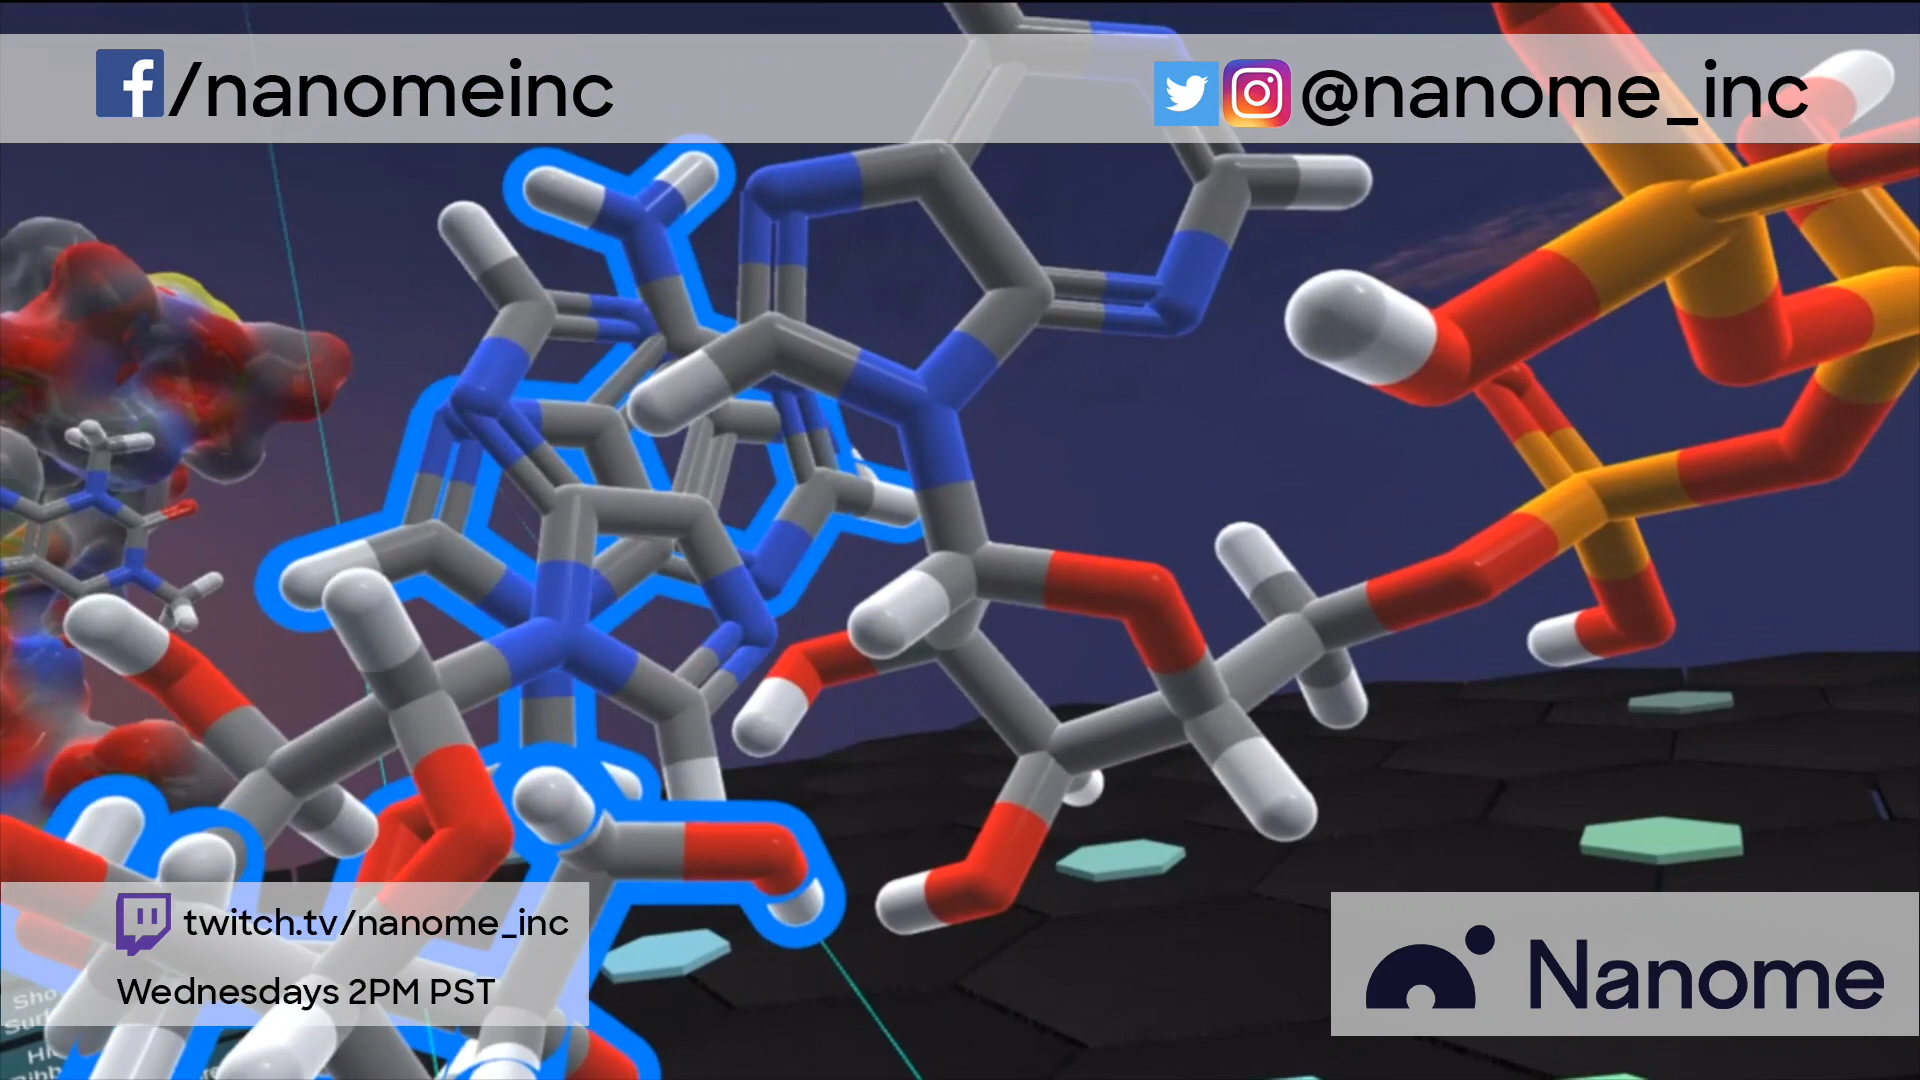 /nanomeinc
@nanome_inc
twitch.tv/nanome_inc
Wednesdays 2PM PST
Nanome